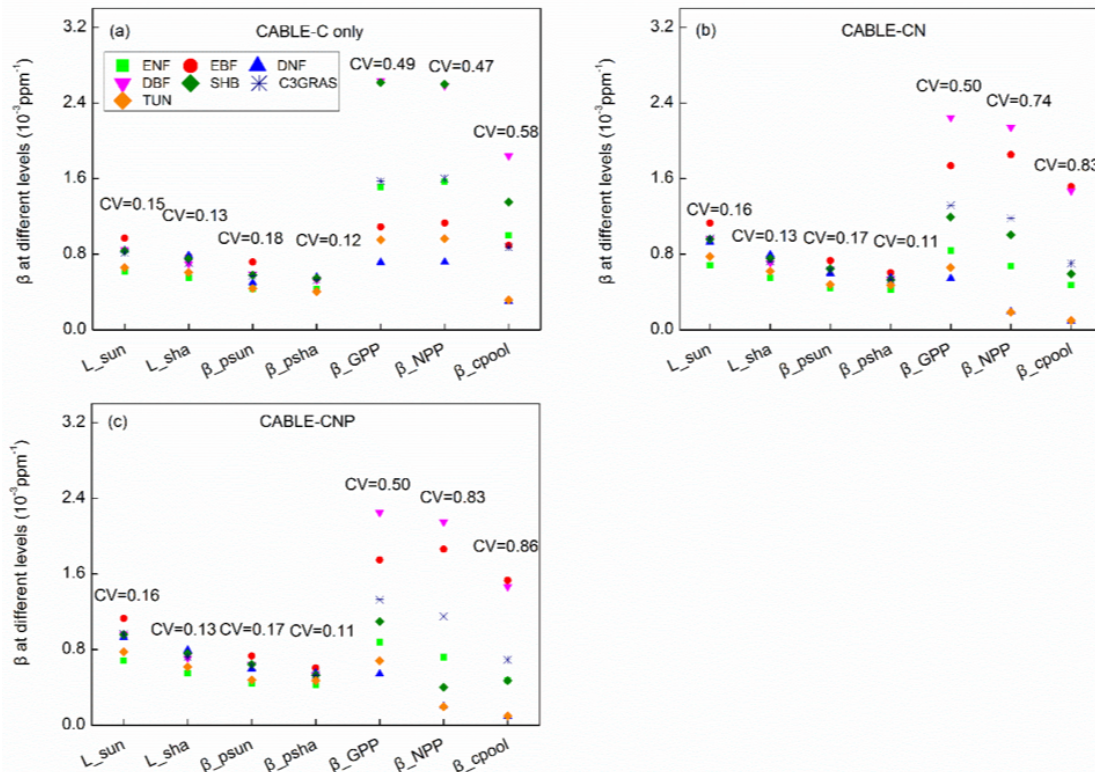 (a) CABLE-C only
ENF EBF DNF
DBF SHB C3GRAS
TUN
CV=0.15
CV=0.13
CV=0.18
CV=0.12
CV=0.49
CV=0.47
CV=0.58
3.2
2.4
1.6
0.8
0.0
β at different levels (10⁻³ppm⁻¹)
L_sun
L_sha
β_psun
β_psha
β_GPP
β_NPP
β_cpool
(b) CABLE-CN
CV=0.16
CV=0.13
CV=0.17
CV=0.11
CV=0.50
CV=0.74
CV=0.83
3.2
2.4
1.6
0.8
0.0
β at different levels (10⁻³ppm⁻¹)
L_sun
L_sha
β_psun
β_psha
β_GPP
β_NPP
β_cpool
(c) CABLE-CNP
CV=0.16
CV=0.13
CV=0.17
CV=0.11
CV=0.50
CV=0.83
CV=0.86
3.2
2.4
1.6
0.8
0.0
β at different levels (10⁻³ppm⁻¹)
L_sun
L_sha
β_psun
β_psha
β_GPP
β_NPP
β_cpool